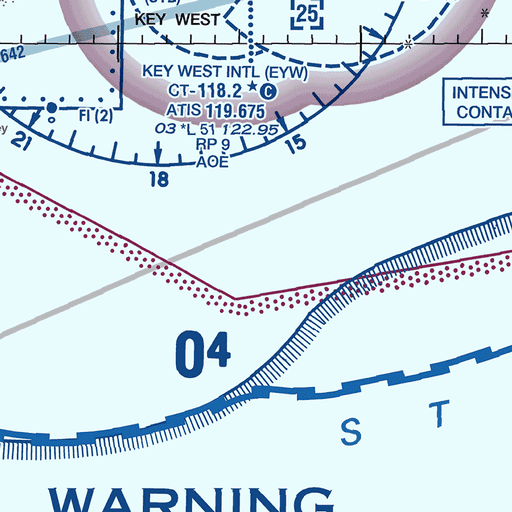 KEY WEST
25
642
KEY WEST INTL (EYW)
CT-118.2 * C
ATIS 119.675
03 *L 51 122.95
RP 9
AOE
Fl (2)
21
18
15
INTENS
CONTA
04
S T
WARNING